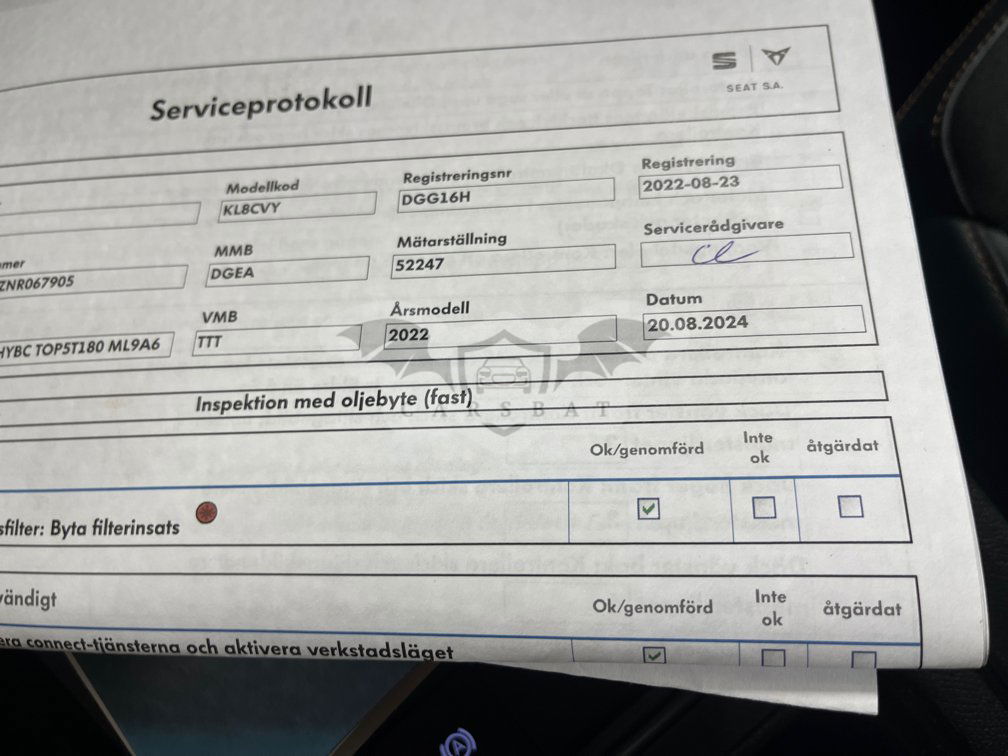 SEAT S.A.
Serviceprotokoll
Modellkod
Registreringsnr
Registrering
KL8CVY
DGG16H
2022-08-23
mer
MMB
Mätarställning
Servicerådgivare
ZNR067905
DGEA
52247
VMB
Årsmodell
Datum
HYBC TOP5T180 ML9A6
TTT
2022
20.08.2024
CARSBAT
Inspektion med oljebyte (fast)
Ok/genomförd
Inte ok
åtgärdat
sfilter: Byta filterinsats
vändigt
Ok/genomförd
Inte ok
åtgärdat
era connect-tjänsterna och aktivera verkstadsläget
A